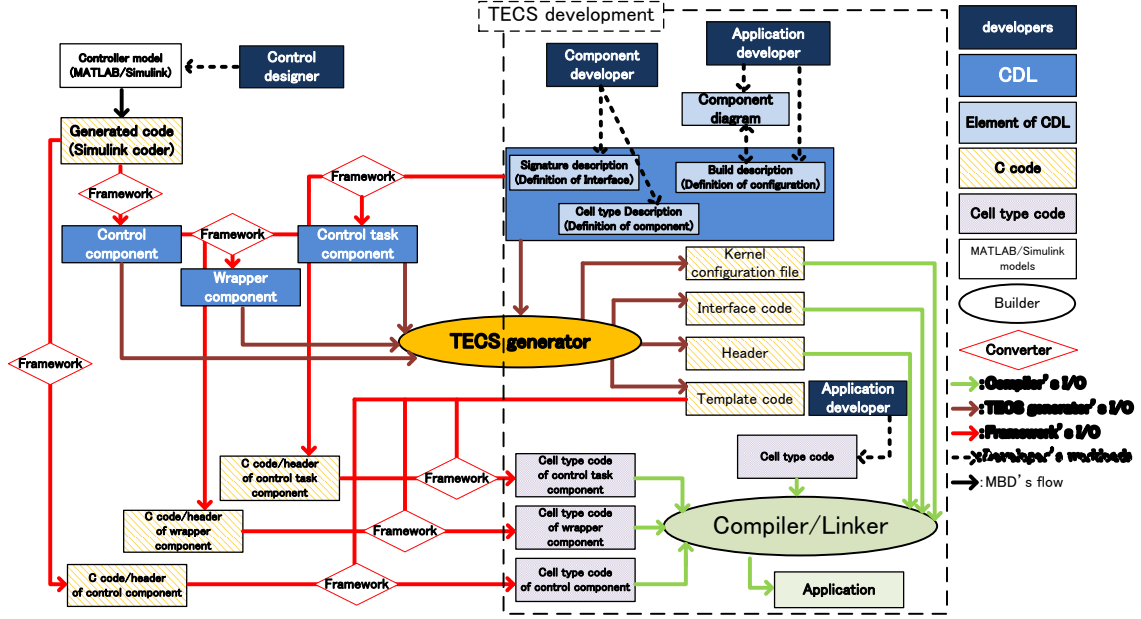 TECS development
Controller model
(MATLAB/Simulink)
Control
designer
Component
developer
Application
developer
Generated code
(Simulink coder)
Component
diagram
Framework
Framework
Signature description
(Definition of Interface)
Build description
(Definition of configuration)
Cell type Description
(Definition of component)
Control
component
Framework
Control task
component
Wrapper
component
Kernel
configuration file
Interface code
TECS generator
Header
Framework
Template code
Application
developer
Cell type code
C code/header
of control task
component
Framework
Cell type code
of control task
component
C code/header
of wrapper
component
Framework
Cell type code
of wrapper
component
Compiler/Linker
C code/header
of control component
Framework
Cell type code
of control component
Application
developers
CDL
Element of CDL
C code
Cell type code
MATLAB/Simulink
models
Builder
Converter
:Compiler's I/O
:TECS generator's I/O
:Framework's I/O
:Developer's workloads
:MBD's flow